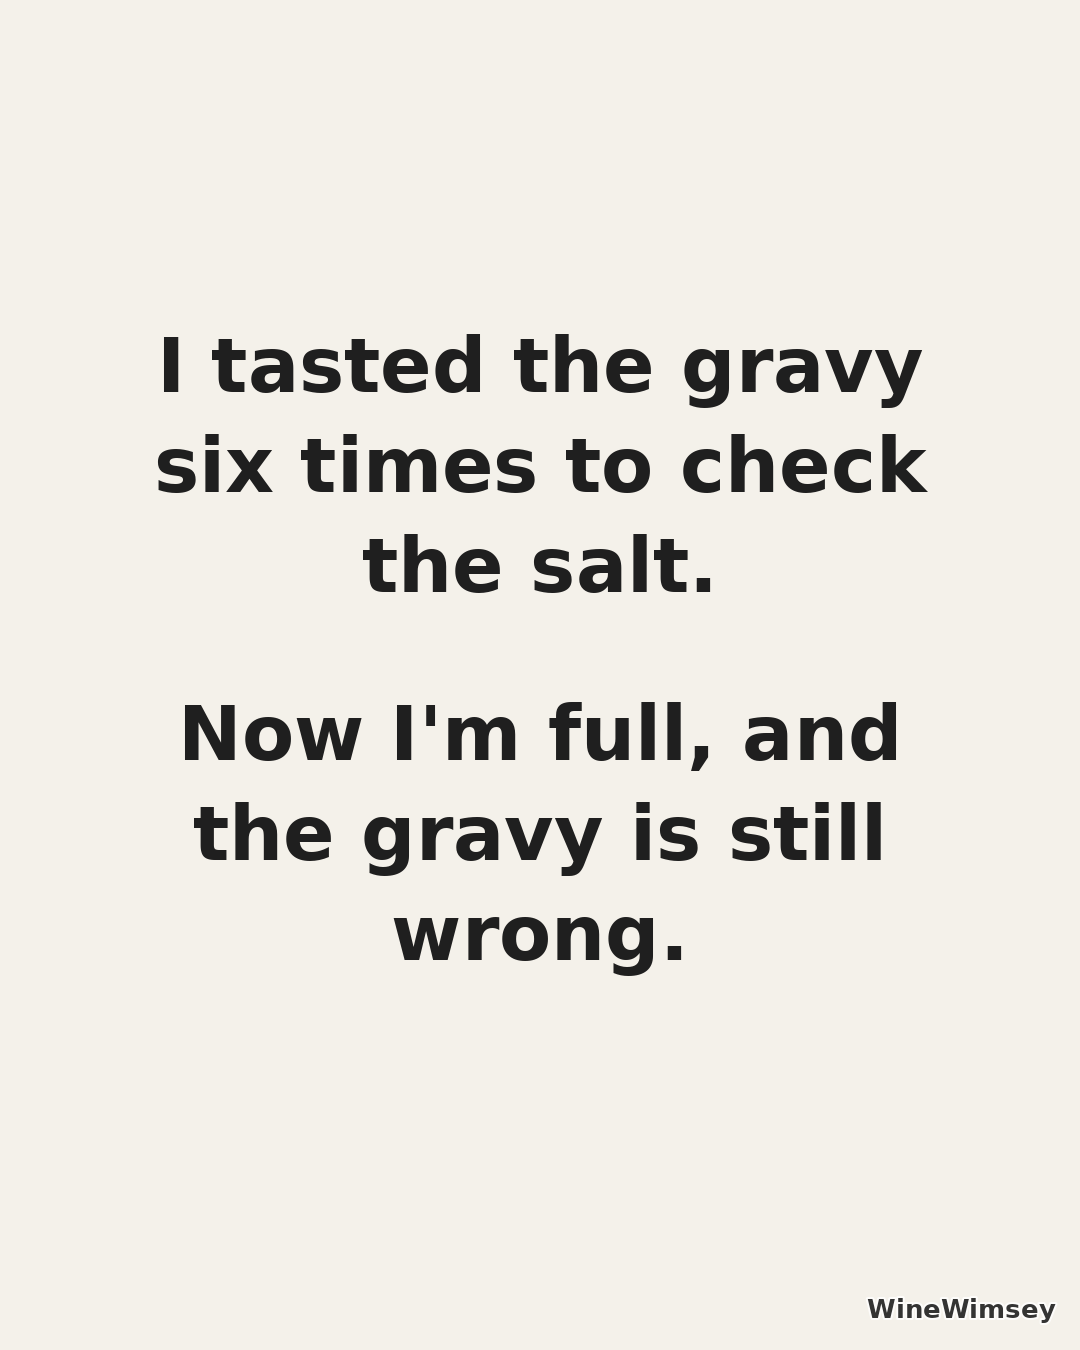 I tasted the gravy
six times to check
the salt.
Now I'm full, and
the gravy is still
wrong.
WineWimsey